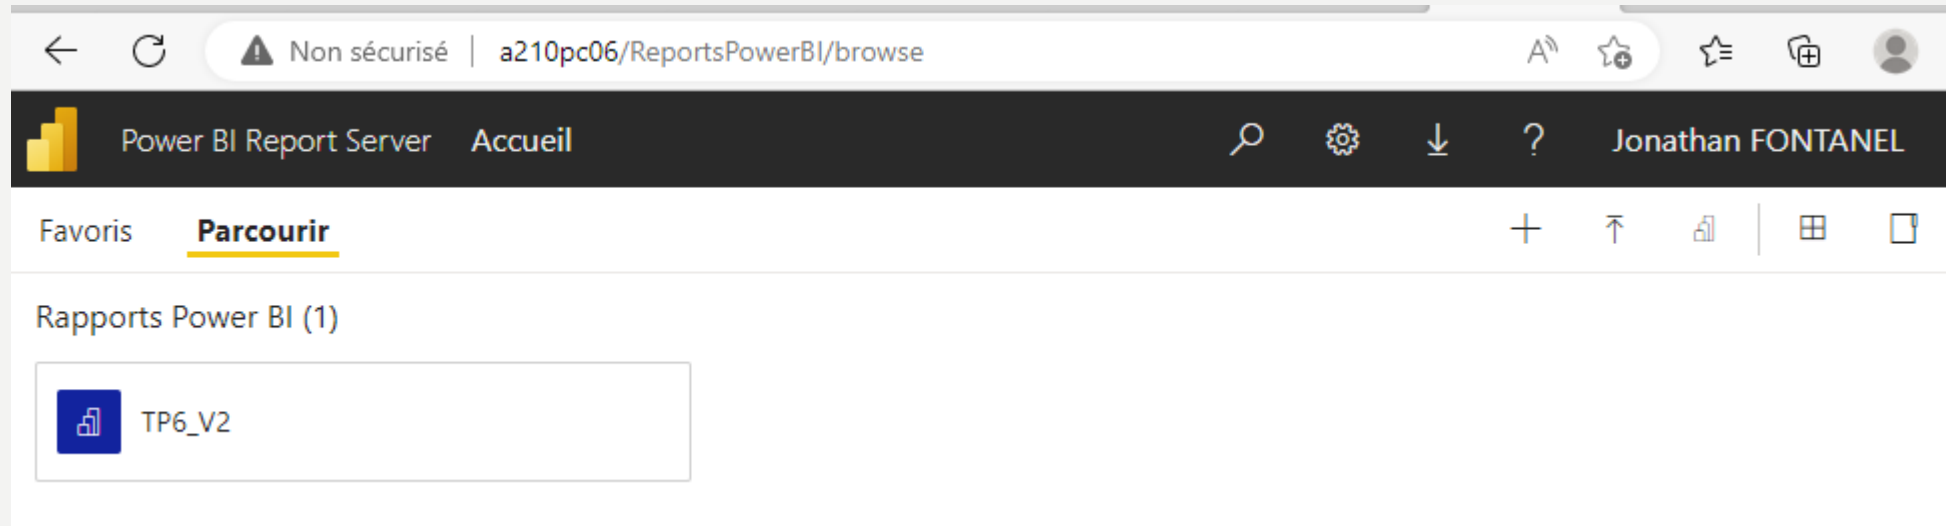 Non sécurisé | a210pc06/ReportsPowerBI/browse
Power BI Report Server Accueil ? Jonathan FONTANEL
Favoris Parcourir
Rapports Power BI (1)
TP6_V2